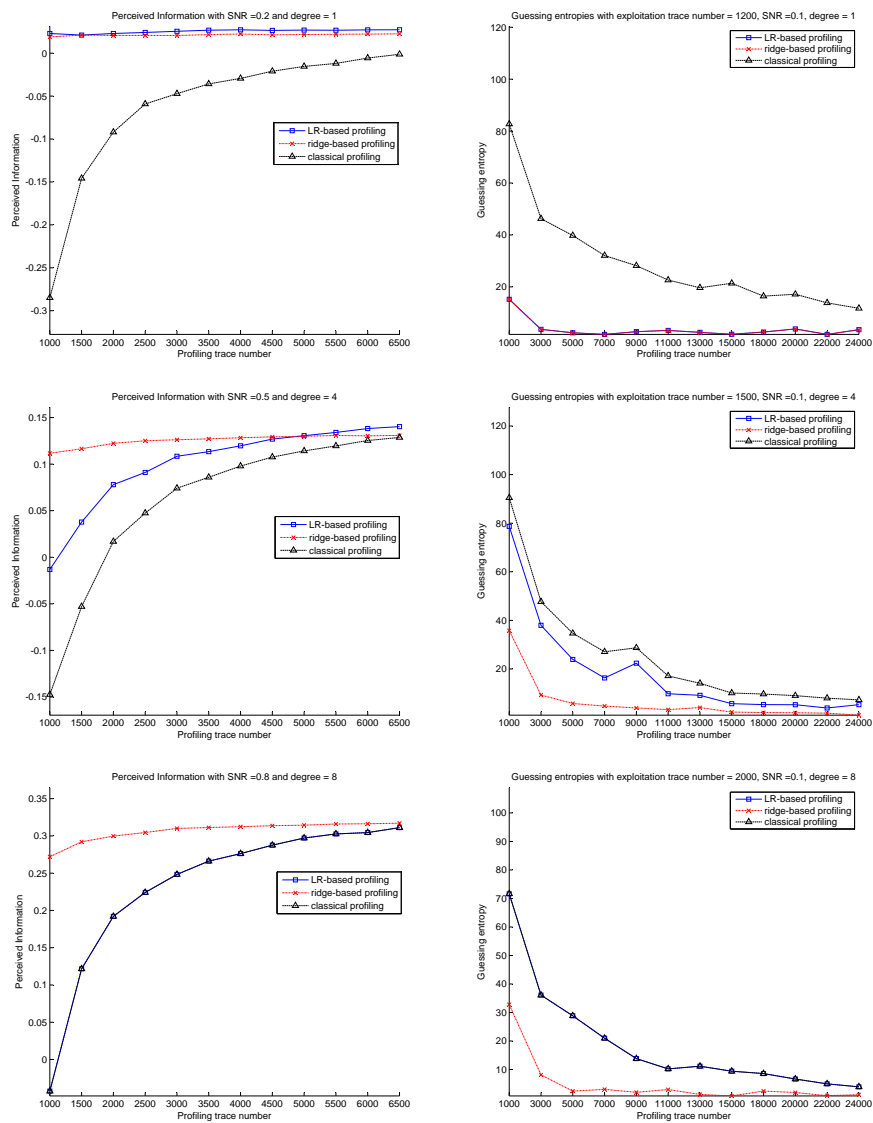 Perceived Information with SNR =0.2 and degree = 1
0
-0.05
-0.1
-0.15
-0.2
-0.25
-0.3
Perceived Information
LR-based profiling
ridge-based profiling
classical profiling
1000 1500 2000 2500 3000 3500 4000 4500 5000 5500 6000 6500
Profiling trace number
Guessing entropies with exploitation trace number = 1200, SNR =0.1, degree = 1
120
100
80
60
40
20
Guessing entropy
LR-based profiling
ridge-based profiling
classical profiling
1000 3000 5000 7000 9000 11000 13000 15000 18000 20000 22000 24000
Profiling trace number
Perceived Information with SNR =0.5 and degree = 4
0.15
0.1
0.05
0
-0.05
-0.1
-0.15
Perceived Information
LR-based profiling
ridge-based profiling
classical profiling
1000 1500 2000 2500 3000 3500 4000 4500 5000 5500 6000 6500
Profiling trace number
Guessing entropies with exploitation trace number = 1500, SNR =0.1, degree = 4
120
100
80
60
40
20
Guessing entropy
LR-based profiling
ridge-based profiling
classical profiling
1000 3000 5000 7000 9000 11000 13000 15000 18000 20000 22000 24000
Profiling trace number
Perceived Information with SNR =0.8 and degree = 8
0.35
0.3
0.25
0.2
0.15
0.1
0.05
0
Perceived Information
LR-based profiling
ridge-based profiling
classical profiling
1000 1500 2000 2500 3000 3500 4000 4500 5000 5500 6000 6500
Profiling trace number
Guessing entropies with exploitation trace number = 2000, SNR =0.1, degree = 8
100
90
80
70
60
50
40
30
20
10
Guessing entropy
LR-based profiling
ridge-based profiling
classical profiling
1000 3000 5000 7000 9000 11000 13000 15000 18000 20000 22000 24000
Profiling trace number